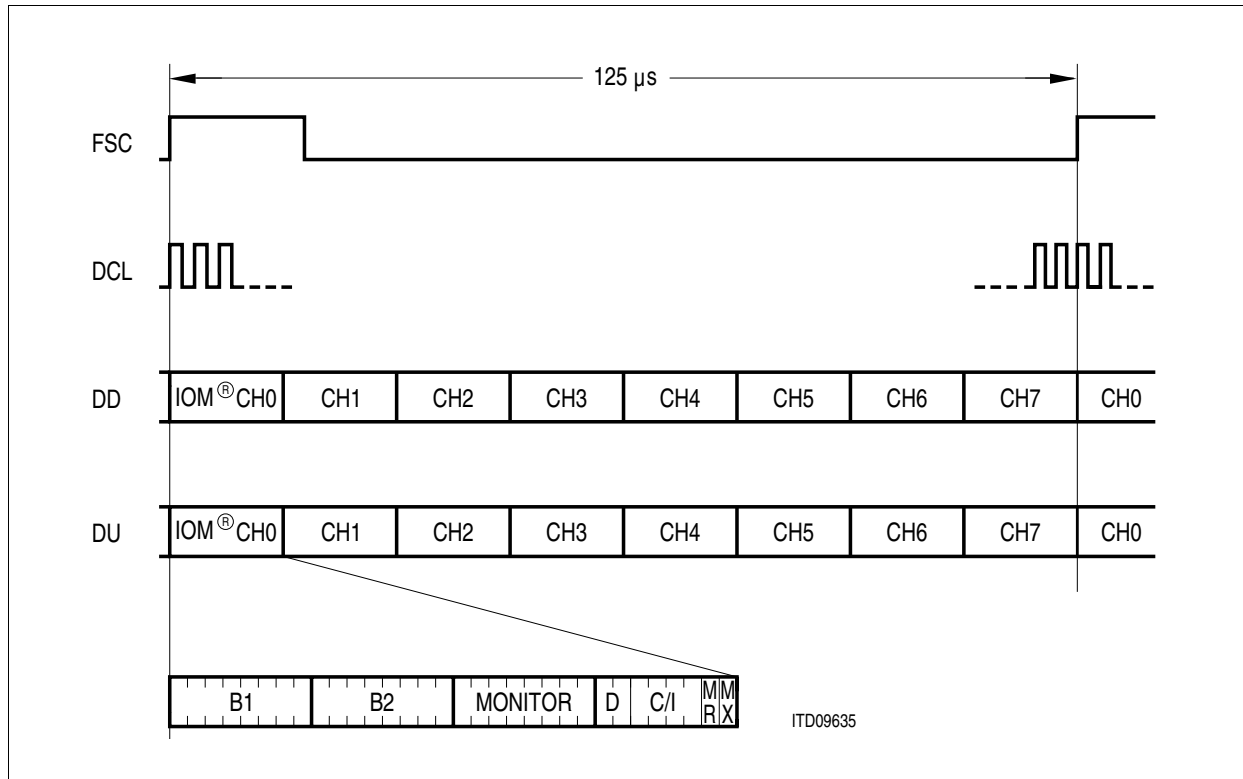 125 µs
FSC
DCL
DD IOM®CH0 CH1 CH2 CH3 CH4 CH5 CH6 CH7 CH0
DU IOM®CH0 CH1 CH2 CH3 CH4 CH5 CH6 CH7 CH0
B1 B2 MONITOR D C/I MR MX
ITD09635